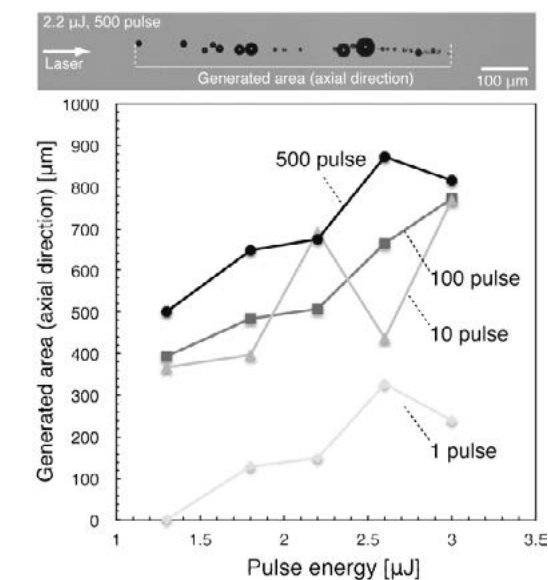 2.2 µJ, 500 pulse
Laser
Generated area (axial direction)
100 µm
Generated area (axial direction) [µm]
1000
900
800
700
600
500
400
300
200
100
0
500 pulse
100 pulse
10 pulse
1 pulse
1 1.5 2 2.5 3 3.5
Pulse energy [µJ]